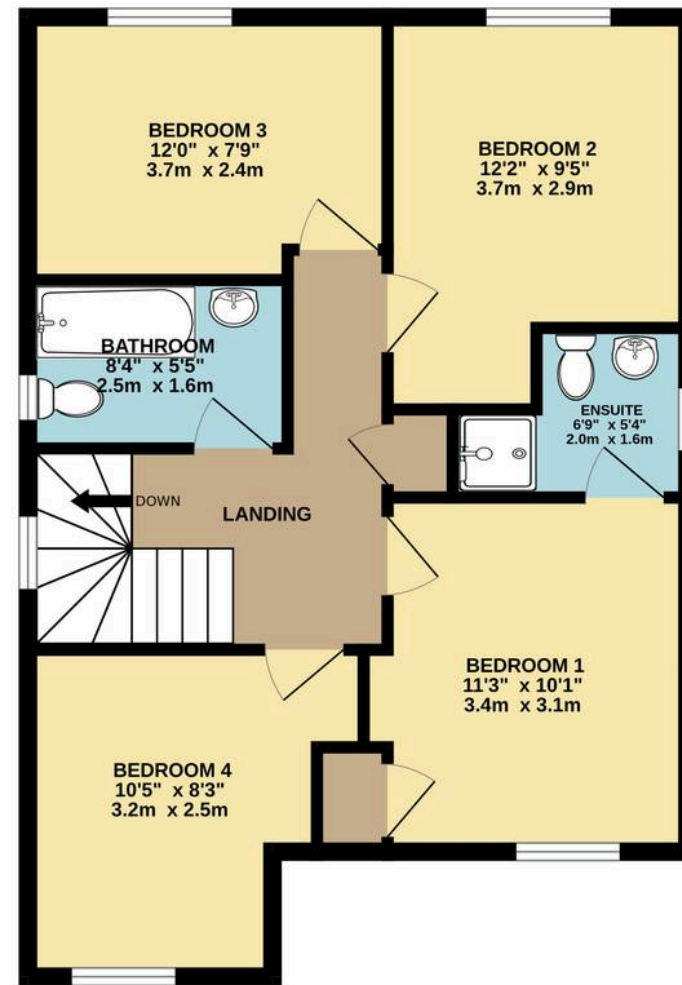 BEDROOM 3
12'0" x 7'9"
3.7m x 2.4m
BEDROOM 2
12'2" x 9'5"
3.7m x 2.9m
BATHROOM
8'4" x 5'5"
2.5m x 1.6m
ENSUITE
6'9" x 5'4"
2.0m x 1.6m
DOWN
LANDING
BEDROOM 1
11'3" x 10'1"
3.4m x 3.1m
BEDROOM 4
10'5" x 8'3"
3.2m x 2.5m